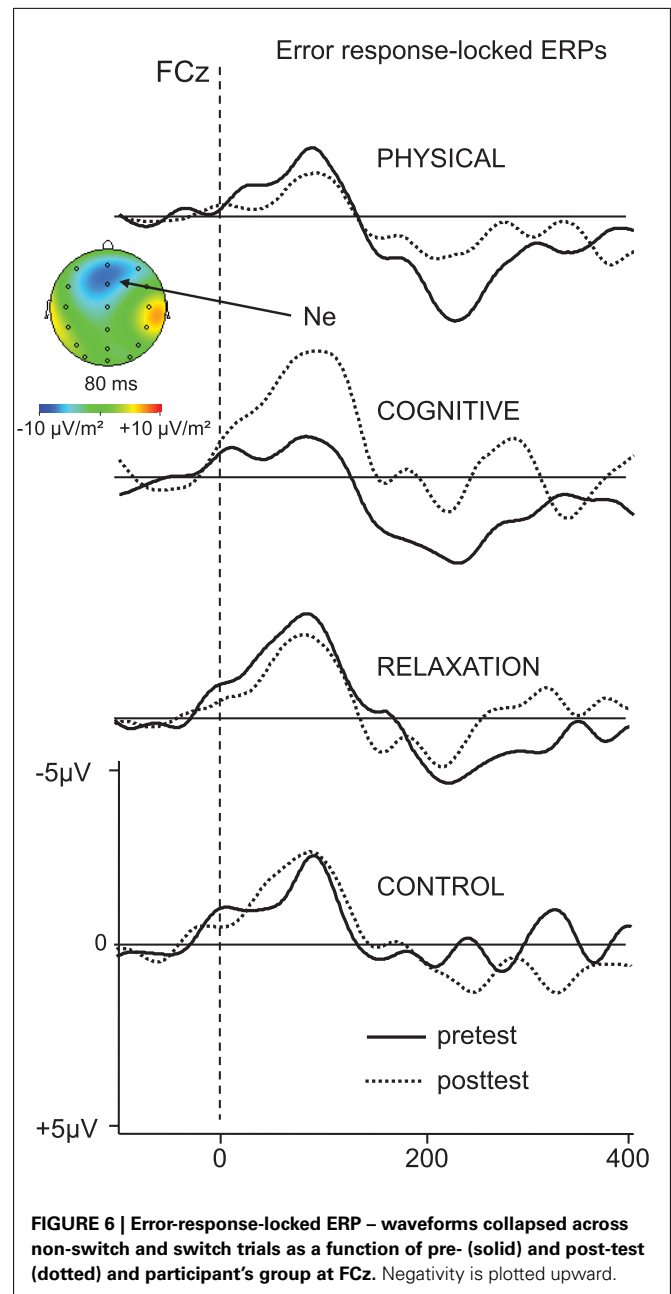 Error response-locked ERPs
FCz
PHYSICAL
Ne
80 ms
-10 µV/m² +10 µV/m²
COGNITIVE
RELAXATION
-5µV
CONTROL
0
pretest
posttest
+5µV
0 200 400
FIGURE 6 | Error-response-locked ERP – waveforms collapsed across
non-switch and switch trials as a function of pre- (solid) and post-test
(dotted) and participant’s group at FCz. Negativity is plotted upward.